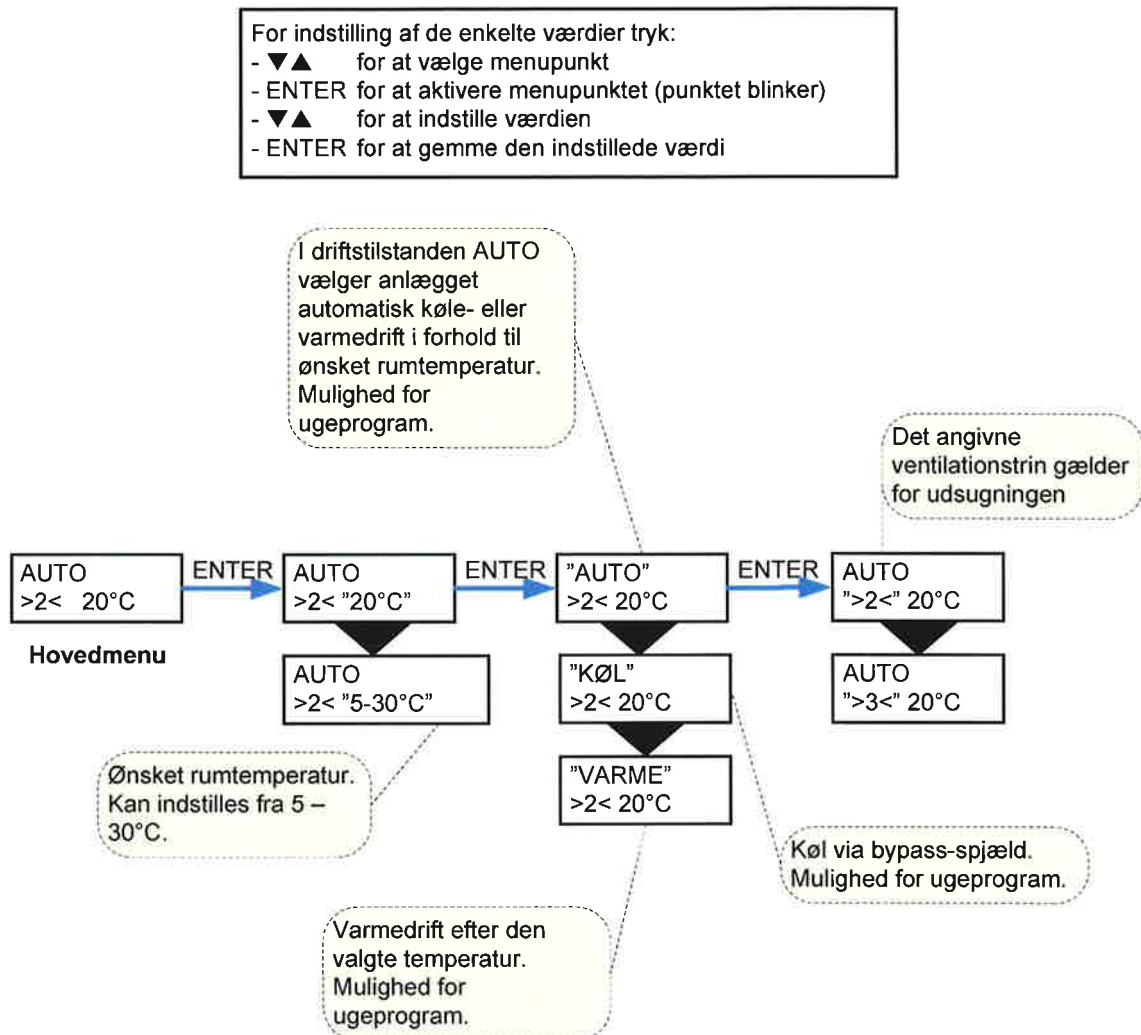 For indstilling af de enkelte værdier tryk:
- ▼▲ for at vælge menupunkt
- ENTER for at aktivere menupunktet (punktet blinker)
- ▼▲ for at indstille værdien
- ENTER for at gemme den indstillede værdi
I driftstilstanden AUTO
vælger anlægget
automatisk køle- eller
varmedrift i forhold til
ønsket rumtemperatur.
Mulighed for
ugeprogram.
Det angivne
ventilationstrin gælder
for udsugningen
AUTO
>2< 20°C
ENTER
AUTO
>2< "20°C"
ENTER
"AUTO"
>2< 20°C
ENTER
AUTO
">2<" 20°C
Hovedmenu
AUTO
>2< "5-30°C"
"KØL"
>2< 20°C
AUTO
">3<" 20°C
"VARME"
>2< 20°C
Ønsket rumtemperatur.
Kan indstilles fra 5 –
30°C.
Køl via bypass-spjæld.
Mulighed for ugeprogram.
Varmedrift efter den
valgte temperatur.
Mulighed for
ugeprogram.